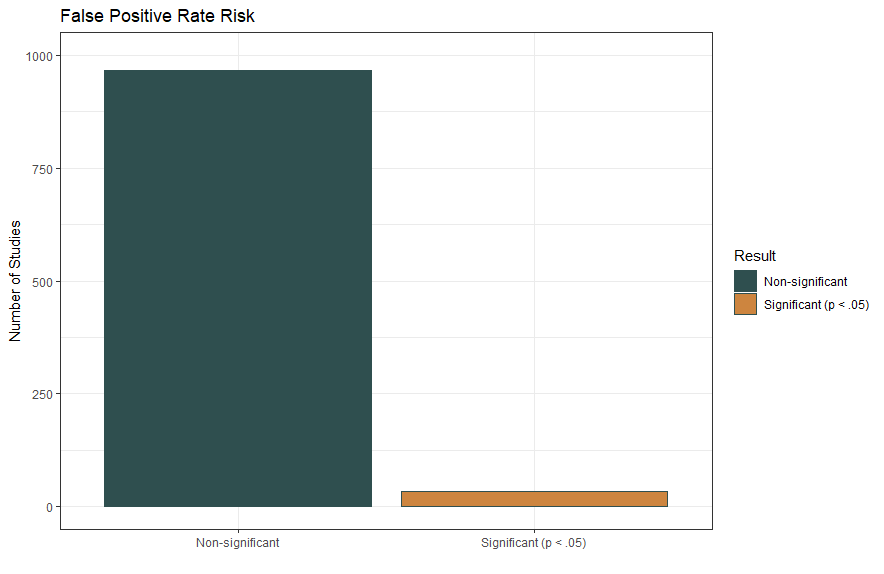 False Positive Rate Risk
Number of Studies
1000
750
500
250
0
Non-significant
Significant (p < .05)
Result
Non-significant
Significant (p < .05)